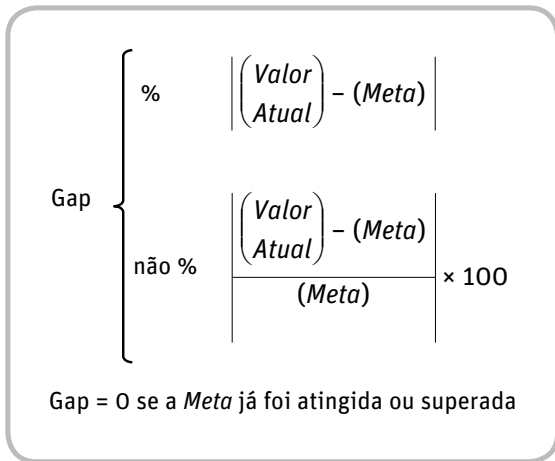 %
(Valor Atual) – (Meta)
Gap
(Valor Atual) – (Meta)
não %
(Meta)
× 100
Gap = 0 se a Meta já foi atingida ou superada